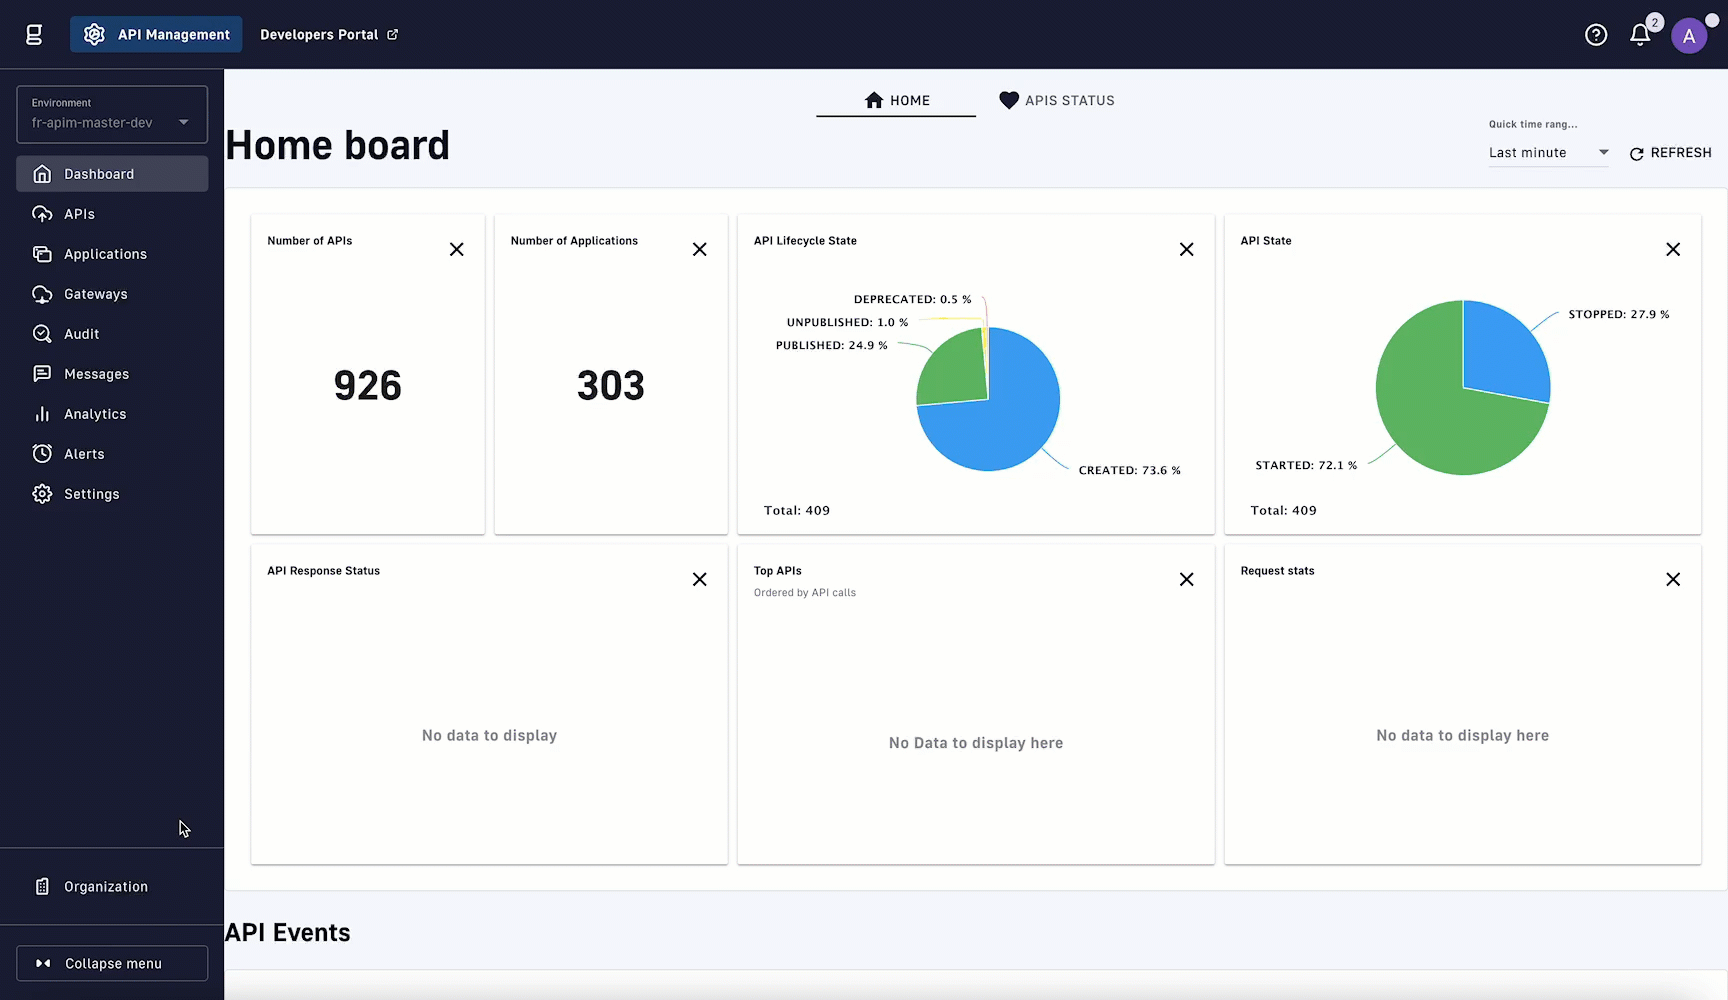 API Management
Developers Portal
2
A
Environment
fr-apim-master-dev
Dashboard
APIs
Applications
Gateways
Audit
Messages
Analytics
Alerts
Settings
Organization
Collapse menu
HOME
APIS STATUS
Home board
Quick time rang...
Last minute
REFRESH
Number of APIs
926
Number of Applications
303
API Lifecycle State
DEPRECATED: 0.5 %
UNPUBLISHED: 1.0 %
PUBLISHED: 24.9 %
CREATED: 73.6 %
Total: 409
API State
STOPPED: 27.9 %
STARTED: 72.1 %
Total: 409
API Response Status
No data to display
Top APIs
Ordered by API calls
No Data to display here
Request stats
No data to display here
API Events